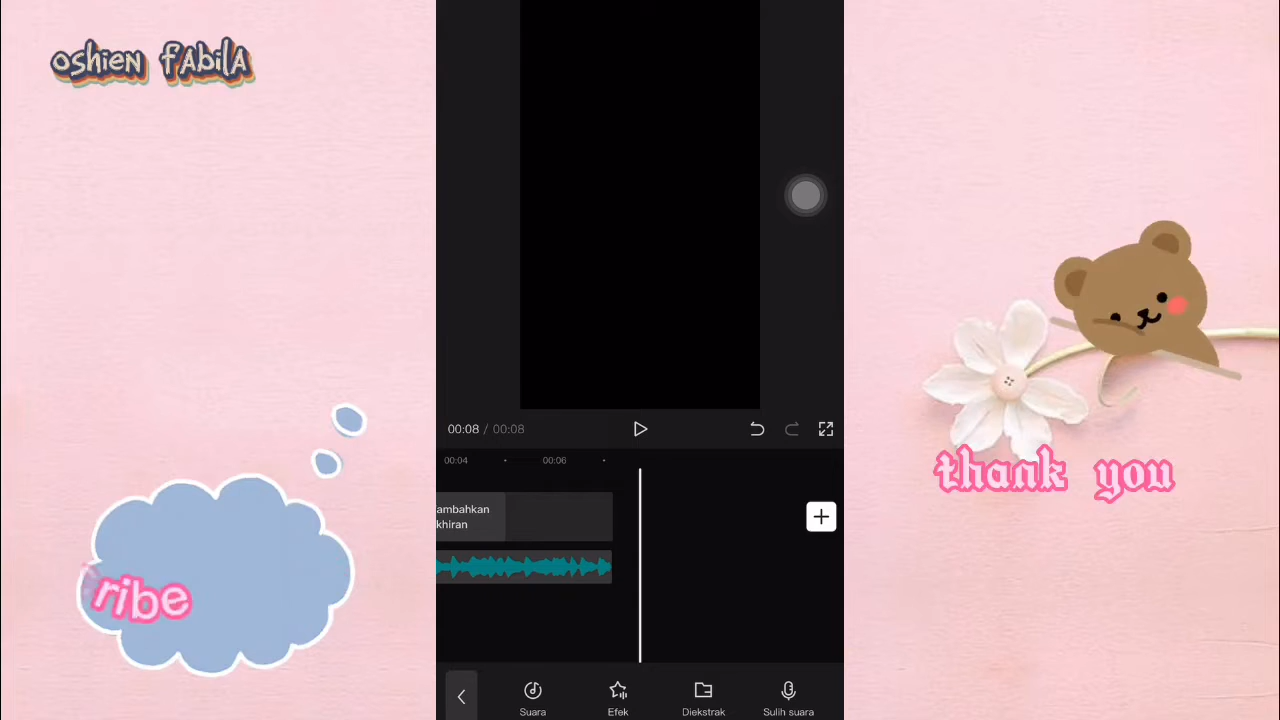 oshien fAbilA
00:08 / 00:08
00:04
00:06
ambahkan
khiran
ribe
thank you
Suara
Efek
Diekstrak
Sulih suara